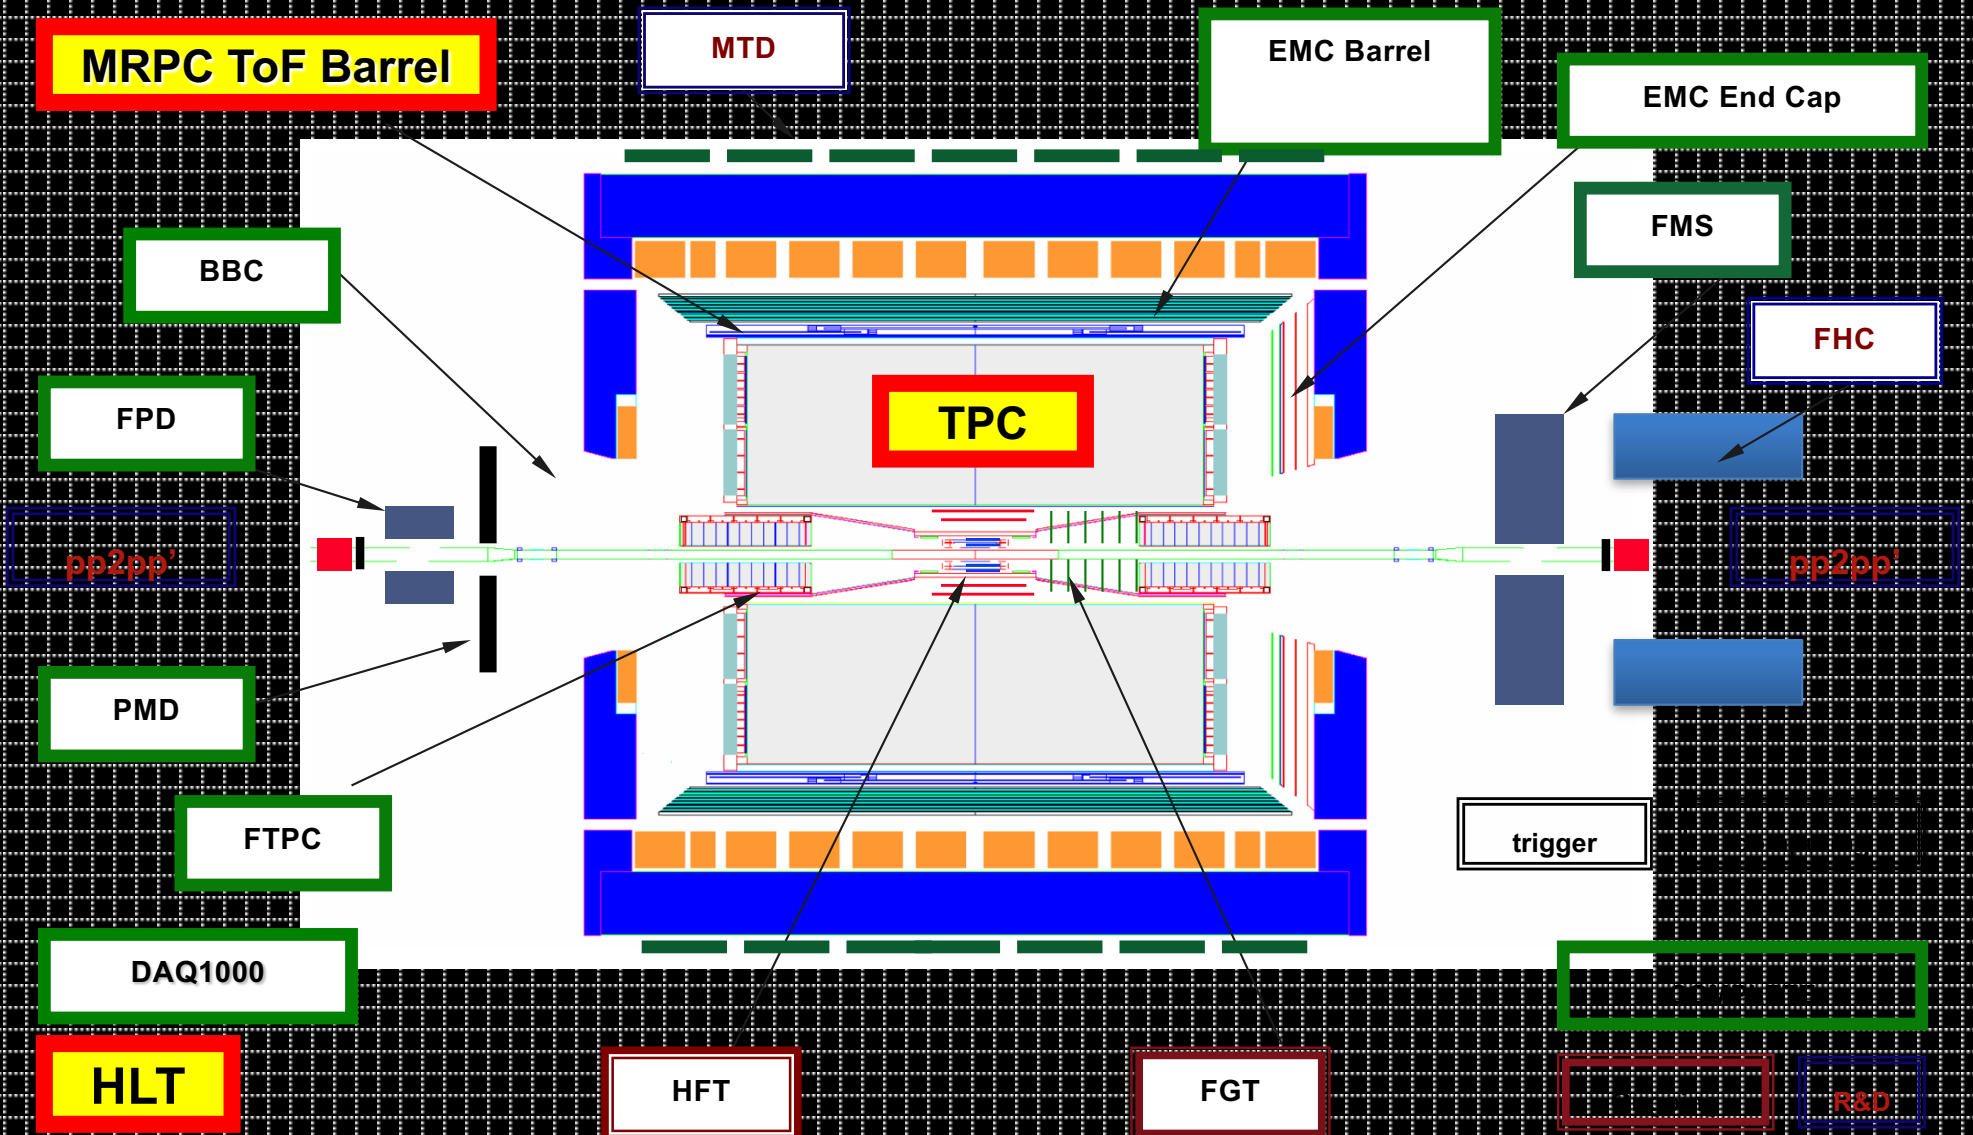 MRPC ToF Barrel
MTD
EMC Barrel
EMC End Cap
BBC
FMS
FHC
FPD
TPC
pp2pp’
pp2pp’
PMD
FTPC
trigger
DAQ1000
HLT
HFT
FGT
R&D